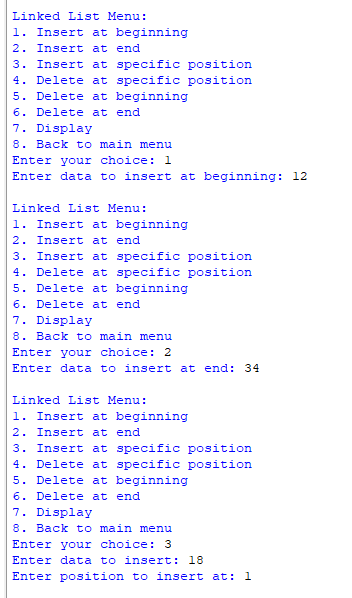 Linked List Menu:
1. Insert at beginning
2. Insert at end
3. Insert at specific position
4. Delete at specific position
5. Delete at beginning
6. Delete at end
7. Display
8. Back to main menu
Enter your choice: 1
Enter data to insert at beginning: 12

Linked List Menu:
1. Insert at beginning
2. Insert at end
3. Insert at specific position
4. Delete at specific position
5. Delete at beginning
6. Delete at end
7. Display
8. Back to main menu
Enter your choice: 2
Enter data to insert at end: 34

Linked List Menu:
1. Insert at beginning
2. Insert at end
3. Insert at specific position
4. Delete at specific position
5. Delete at beginning
6. Delete at end
7. Display
8. Back to main menu
Enter your choice: 3
Enter data to insert: 18
Enter position to insert at: 1